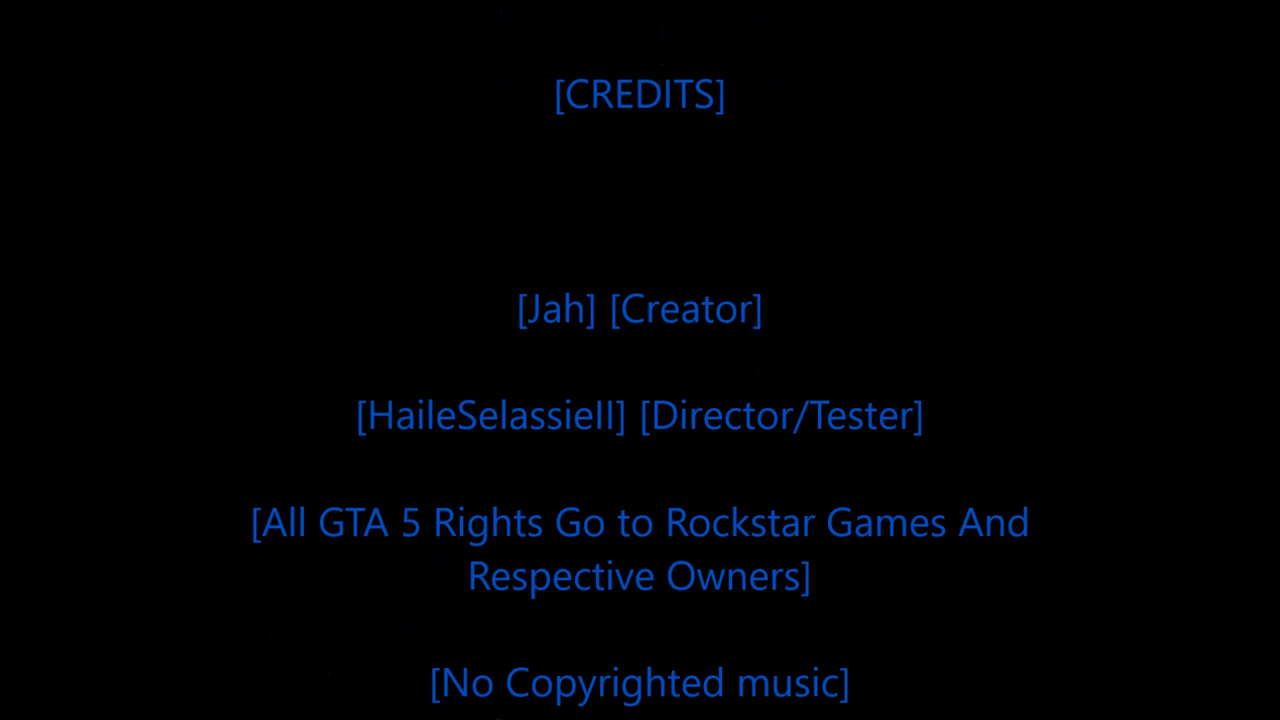 [CREDITS]
[Jah] [Creator]
[HaileSelassieII] [Director/Tester]
[All GTA 5 Rights Go to Rockstar Games And
Respective Owners]
[No Copyrighted music]